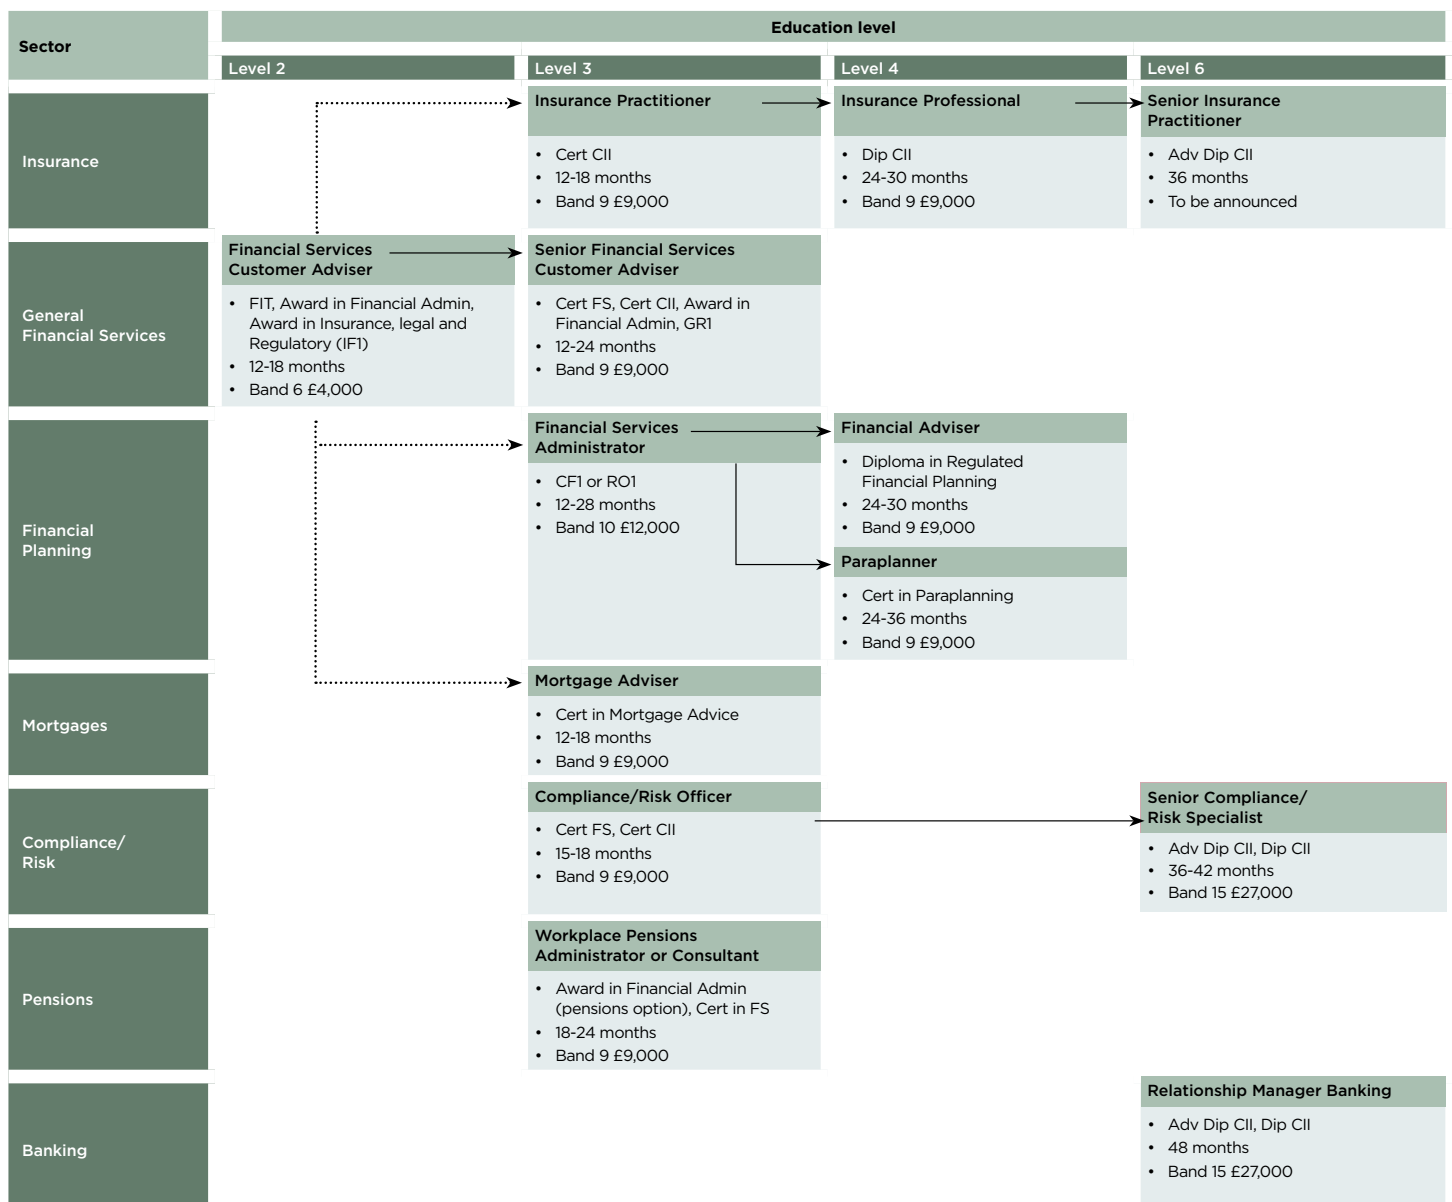 Sector
Education level
Level 2
Level 3
Level 4
Level 6
Insurance
Insurance Practitioner
• Cert CII
• 12-18 months
• Band 9 £9,000
Insurance Professional
• Dip CII
• 24-30 months
• Band 9 £9,000
Senior Insurance
Practitioner
• Adv Dip CII
• 36 months
• To be announced
General
Financial Services
Financial Services
Customer Adviser
• FIT, Award in Financial Admin,
Award in Insurance, legal and
Regulatory (IF1)
• 12-18 months
• Band 6 £4,000
Senior Financial Services
Customer Adviser
• Cert FS, Cert CII, Award in
Financial Admin, GR1
• 12-24 months
• Band 9 £9,000
Financial
Planning
Financial Services
Administrator
• CF1 or RO1
• 12-28 months
• Band 10 £12,000
Financial Adviser
• Diploma in Regulated
Financial Planning
• 24-30 months
• Band 9 £9,000
Paraplanner
• Cert in Paraplanning
• 24-36 months
• Band 9 £9,000
Mortgages
Mortgage Adviser
• Cert in Mortgage Advice
• 12-18 months
• Band 9 £9,000
Compliance/
Risk
Compliance/Risk Officer
• Cert FS, Cert CII
• 15-18 months
• Band 9 £9,000
Senior Compliance/
Risk Specialist
• Adv Dip CII, Dip CII
• 36-42 months
• Band 15 £27,000
Pensions
Workplace Pensions
Administrator or Consultant
• Award in Financial Admin
(pensions option), Cert in FS
• 18-24 months
• Band 9 £9,000
Banking
Relationship Manager Banking
• Adv Dip CII, Dip CII
• 48 months
• Band 15 £27,000